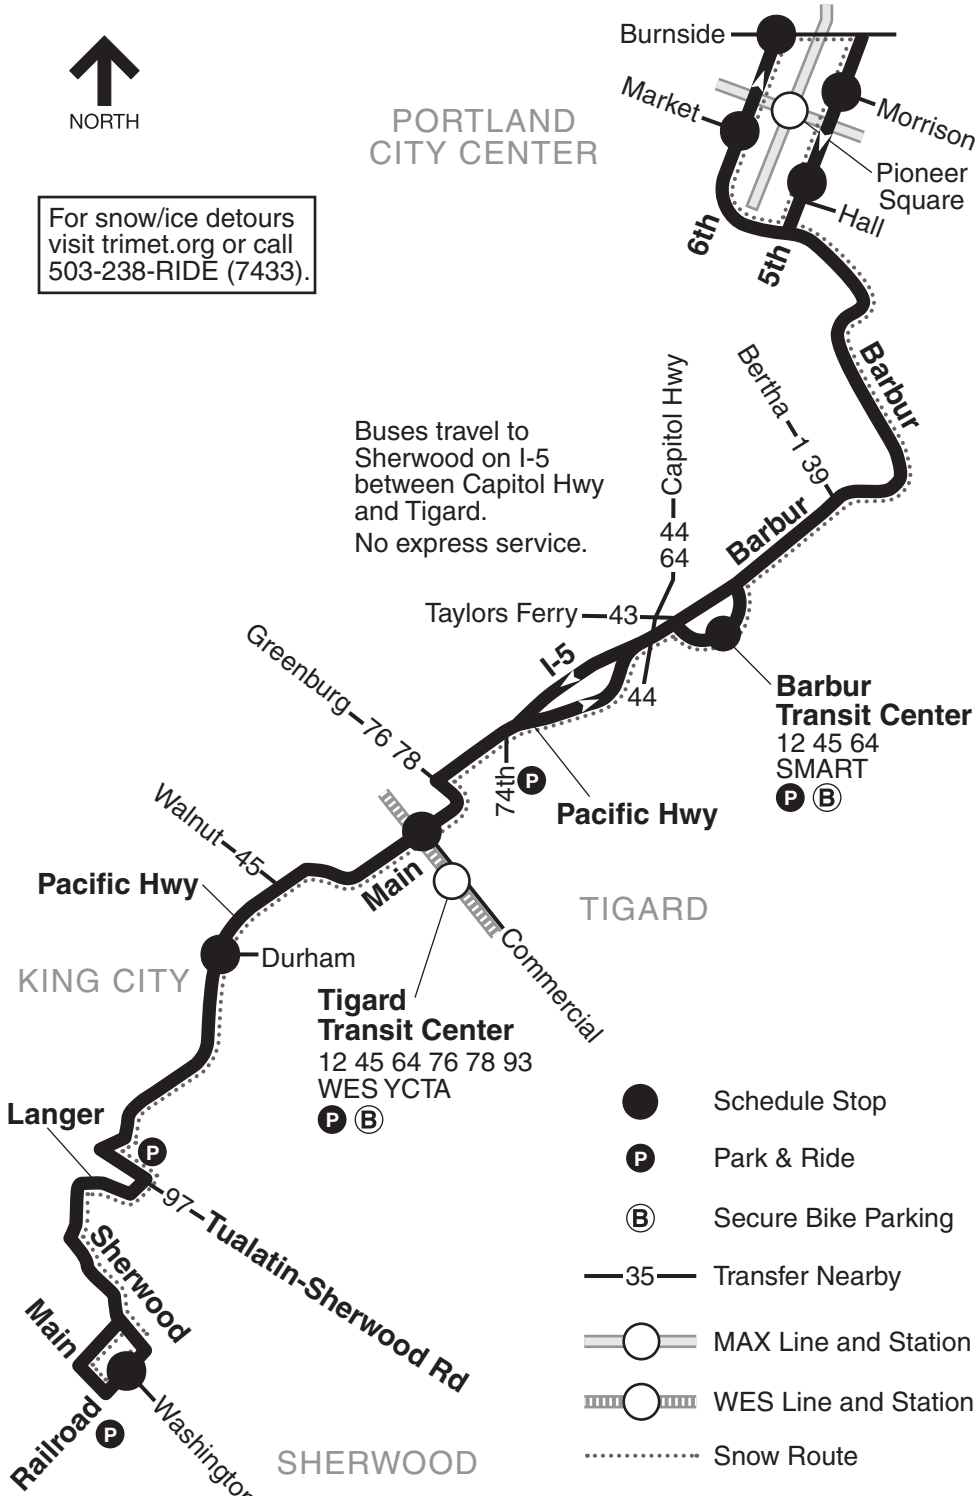 Burnside
Market
Morrison
Pioneer
Square
Hall
6th
5th
NORTH
PORTLAND
CITY CENTER
For snow/ice detours
visit trimet.org or call
503-238-RIDE (7433).
Barbur
Bertha 1 39
Capitol Hwy
44
64
Buses travel to
Sherwood on I-5
between Capitol Hwy
and Tigard.
No express service.
Barbur
Taylors Ferry 43
I-5
44
Greenburg 76 78
Barbur
Transit Center
12 45 64
SMART
P B
74th
P
Pacific Hwy
Walnut 45
Main
Pacific Hwy
TIGARD
Durham
KING CITY
Commercial
Tigard
Transit Center
12 45 64 76 78 93
WES YCTA
P B
Langer
P
97 Tualatin-Sherwood Rd
Sherwood
Main
Railroad
P
Washington
SHERWOOD
Schedule Stop
P Park & Ride
B Secure Bike Parking
35 Transfer Nearby
MAX Line and Station
WES Line and Station
Snow Route